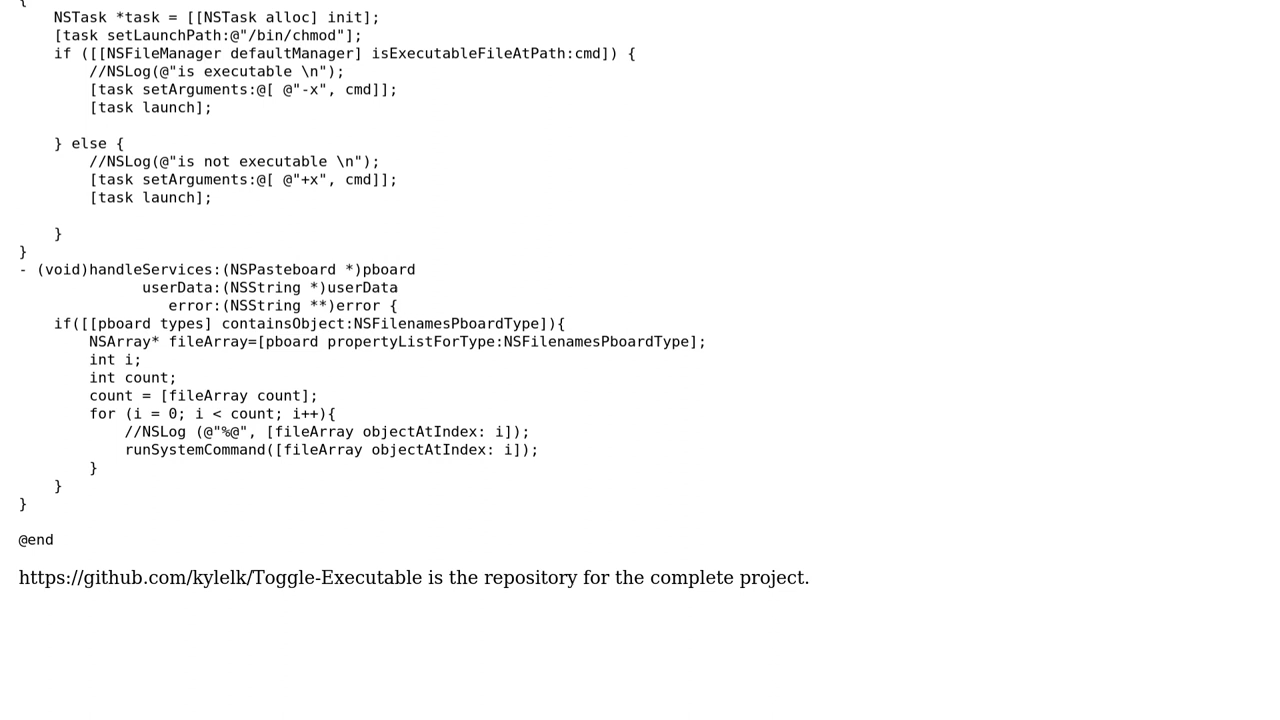 {
    NSTask *task = [[NSTask alloc] init];
    [task setLaunchPath:@"/bin/chmod"];
    if ([[NSFileManager defaultManager] isExecutableFileAtPath:cmd]) {
        //NSLog(@"is executable \n");
        [task setArguments:@[ @"-x", cmd]];
        [task launch];

    } else {
        //NSLog(@"is not executable \n");
        [task setArguments:@[ @"+x", cmd]];
        [task launch];

    }
}
- (void)handleServices:(NSPasteboard *)pboard
              userData:(NSString *)userData
                 error:(NSString **)error {
    if([[pboard types] containsObject:NSFilenamesPboardType]){
        NSArray* fileArray=[pboard propertyListForType:NSFilenamesPboardType];
        int i;
        int count;
        count = [fileArray count];
        for (i = 0; i < count; i++){
            //NSLog (@"%@", [fileArray objectAtIndex: i]);
            runSystemCommand([fileArray objectAtIndex: i]);
        }
    }
}

@end
https://github.com/kylelk/Toggle-Executable is the repository for the complete project.